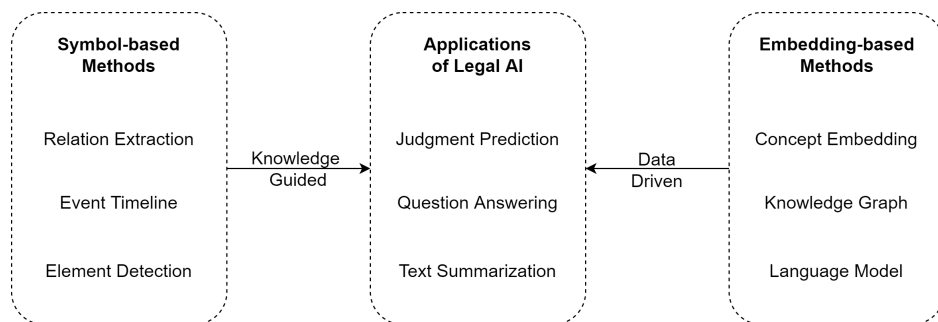 Symbol-based
Methods
Relation Extraction
Event Timeline
Element Detection
Knowledge
Guided
Applications
of Legal AI
Judgment Prediction
Question Answering
Text Summarization
Data
Driven
Embedding-based
Methods
Concept Embedding
Knowledge Graph
Language Model